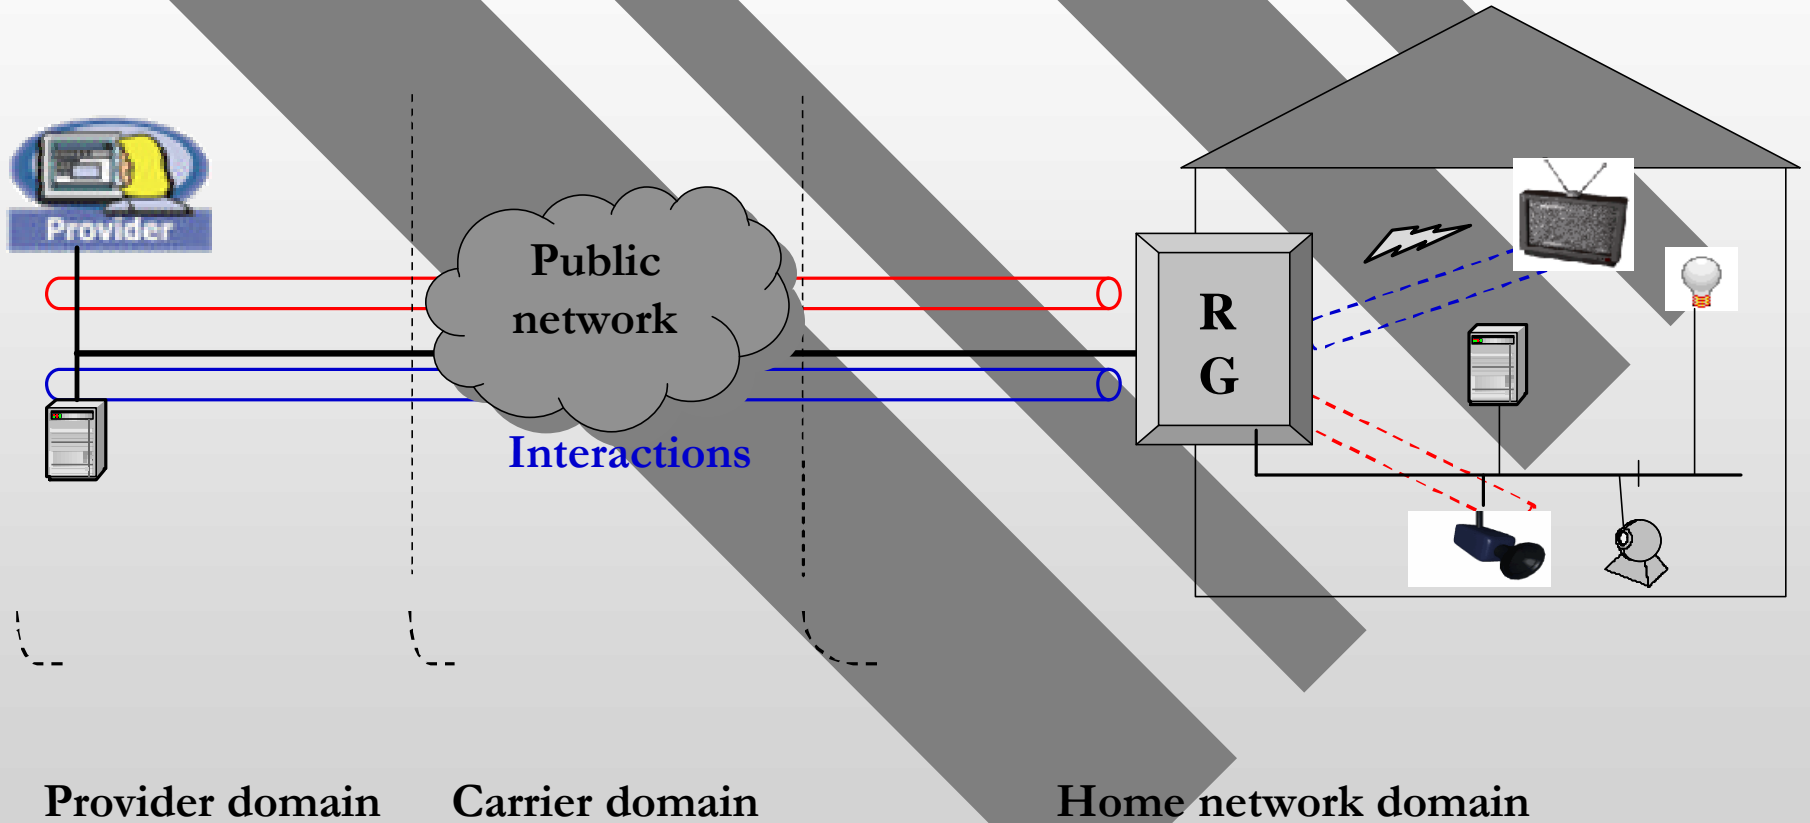 Provider
Public
network
R
G
Interactions
Provider domain
Carrier domain
Home network domain